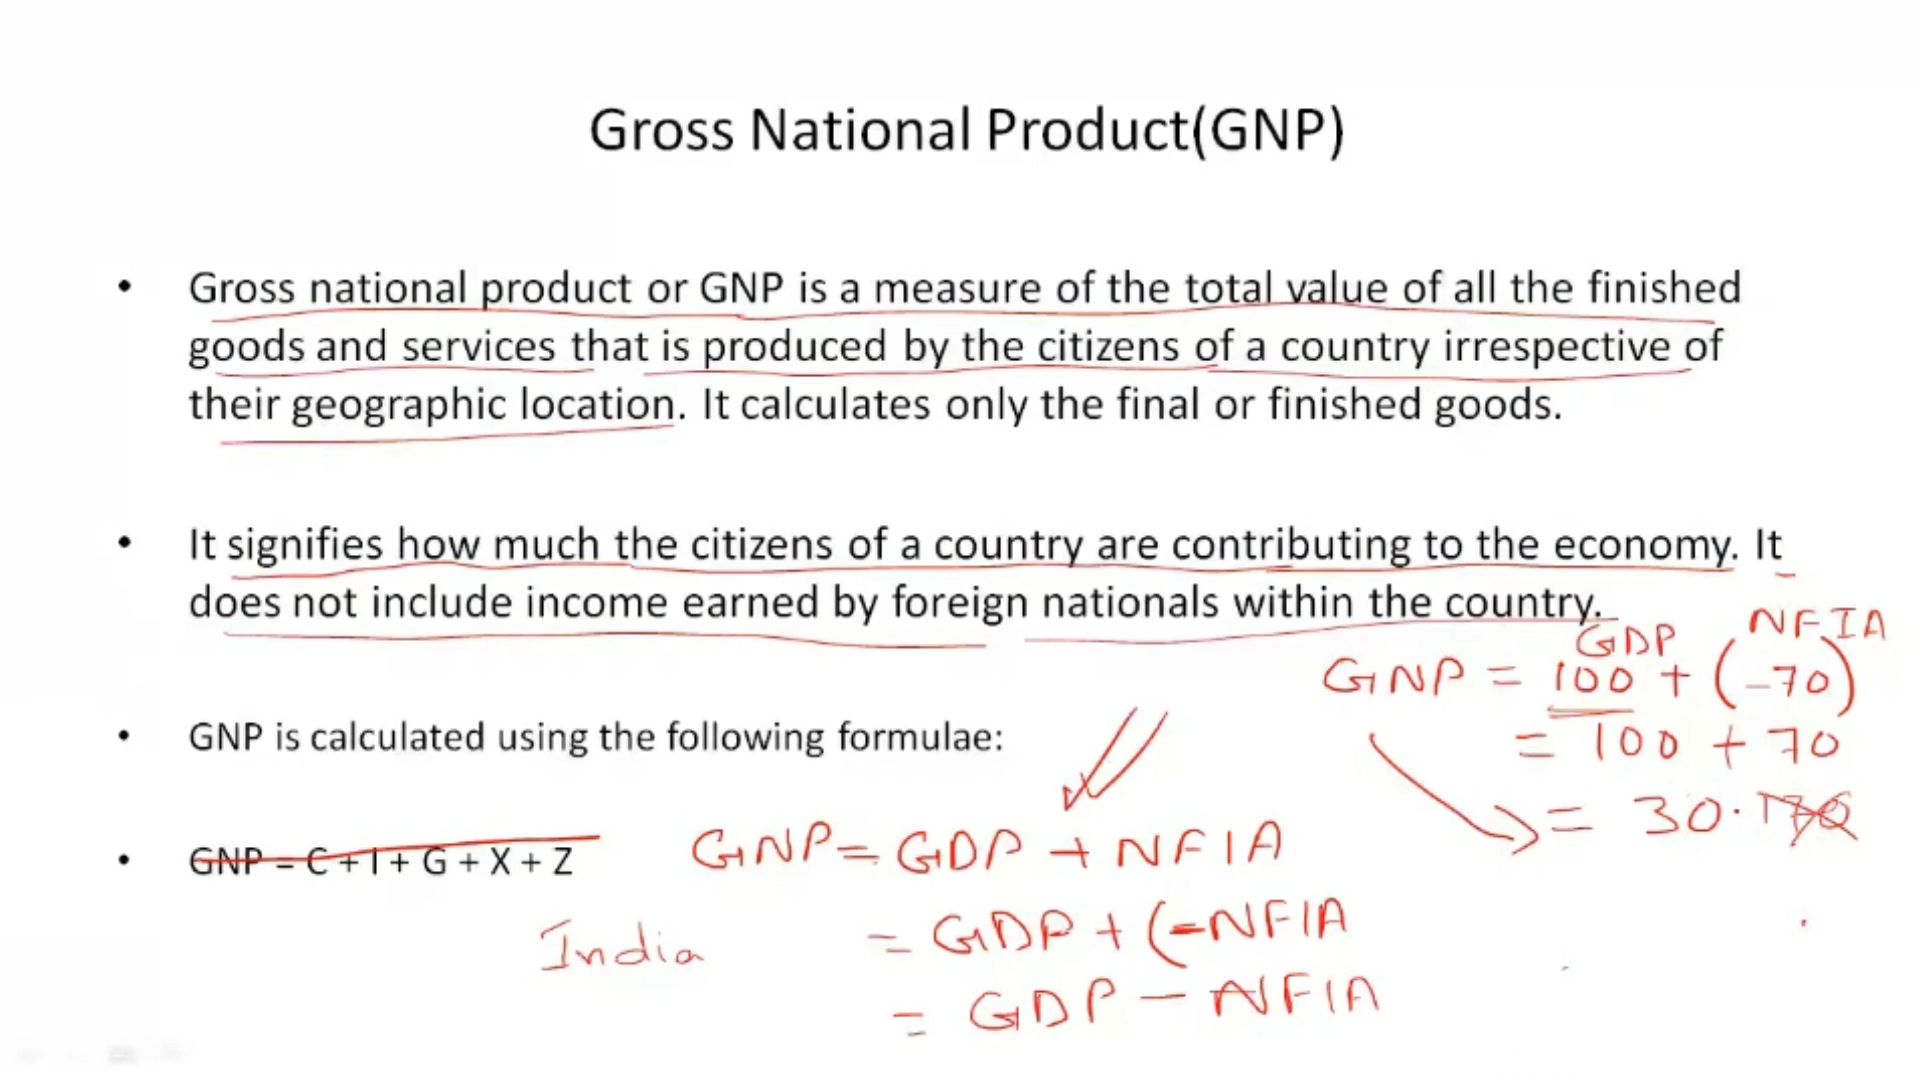 Gross National Product(GNP)
• Gross national product or GNP is a measure of the total value of all the finished
goods and services that is produced by the citizens of a country irrespective of
their geographic location. It calculates only the final or finished goods.
• It signifies how much the citizens of a country are contributing to the economy. It
does not include income earned by foreign nationals within the country.
GDP NFIA
GNP = 100 + (-70)
= 100 + 70
= 30. 170
• GNP is calculated using the following formulae:
• GNP = C + I + G + X + Z
GNP = GDP + NFIA
India = GDP + (-NFIA
= GDP - NFIA